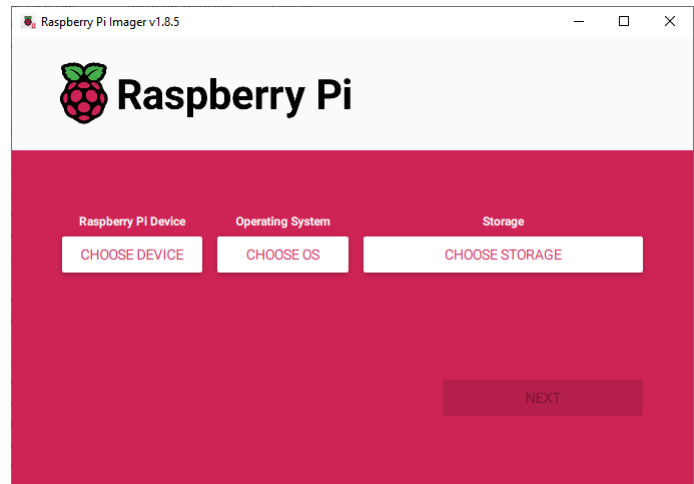 Raspberry Pi Imager v1.8.5
Raspberry Pi
Raspberry Pi Device Operating System Storage
CHOOSE DEVICE CHOOSE OS CHOOSE STORAGE
NEXT